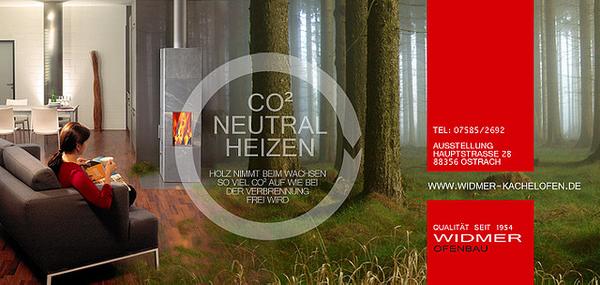 CO²
NEUTRAL
HEIZEN
HOLZ NIMMT BEIM WACHSEN
SO VIEL CO² AUF WIE BEI
DER VERBRENNUNG
FREI WIRD
TEL: 07585/2692
AUSSTELLUNG
HAUPTSTRASSE 28
88356 OSTRACH
WWW.WIDMER-KACHELOFEN.DE
QUALITÄT SEIT 1954
WIDMER
OFENBAU